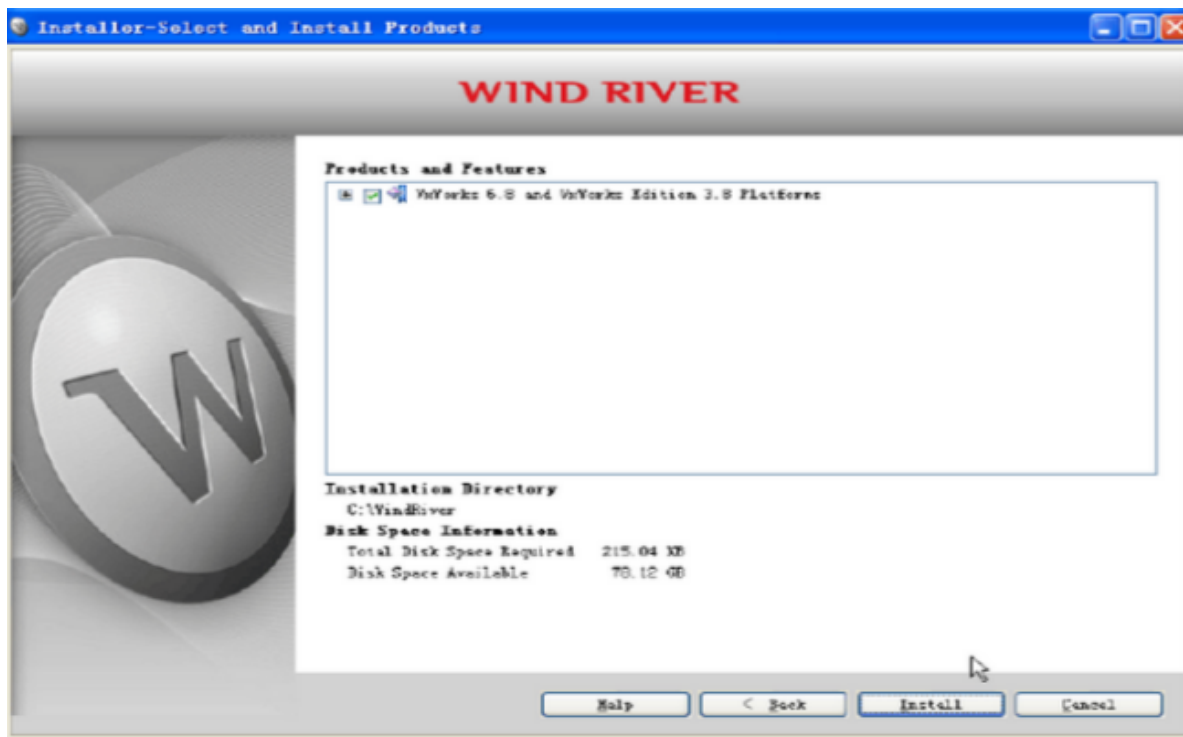 Installer-Select and Install Products
WIND RIVER
Products and Features
VxWorks 6.8 and VxWorks Edition 3.8 Platforms
Installation Directory
C:\WindRiver
Disk Space Information
Total Disk Space Required 215.04
Disk Space Available 78.12 GB
Help
< Back
Install
Cancel